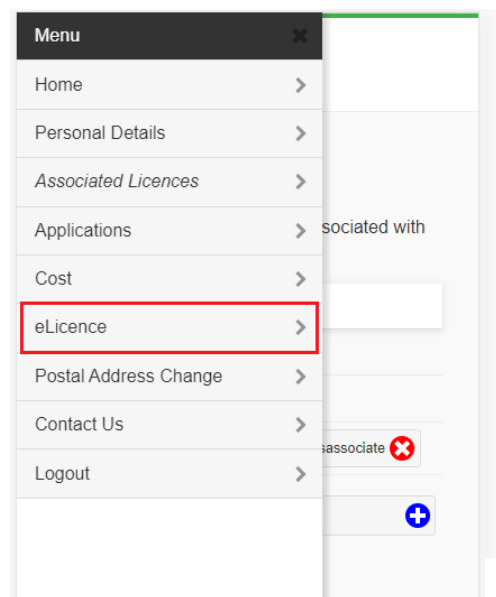 Menu
Home
Personal Details
Associated Licences
Applications
sociated with
Cost
eLicence
Postal Address Change
Contact Us
sassociate
Logout